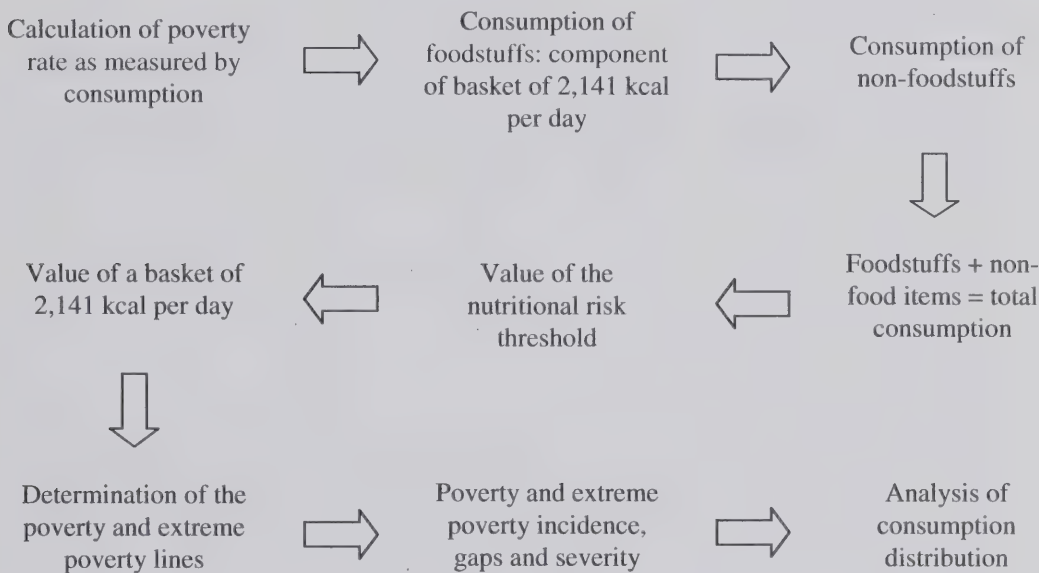 Calculation of poverty
rate as measured by
consumption
Consumption of
foodstuffs: component
of basket of 2,141 kcal
per day
Consumption of
non-foodstuffs
Foodstuffs + non-
food items = total
consumption
Value of the
nutritional risk
threshold
Value of a basket of
2,141 kcal per day
Determination of the
poverty and extreme
poverty lines
Poverty and extreme
poverty incidence,
gaps and severity
Analysis of
consumption
distribution